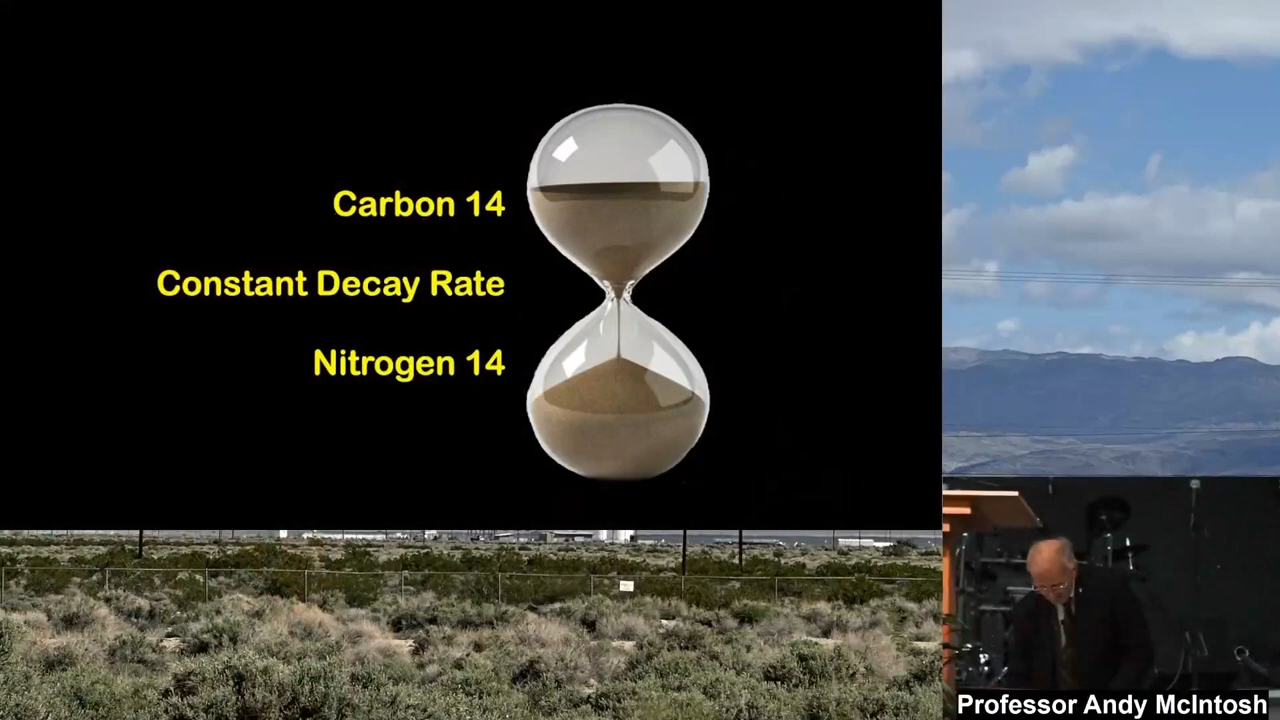 Carbon 14
Constant Decay Rate
Nitrogen 14
Professor Andy McIntosh